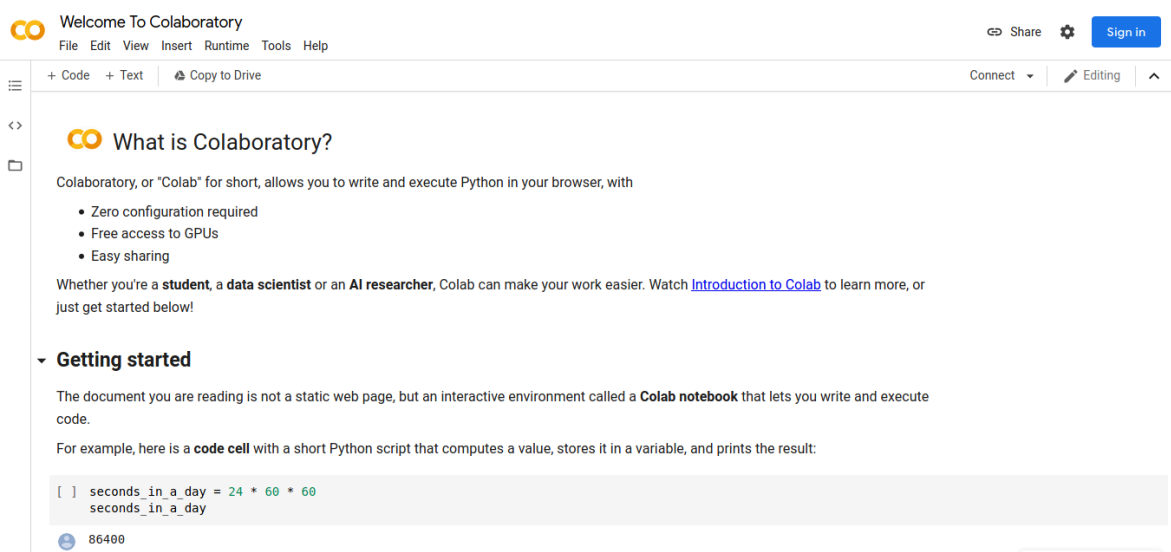 Welcome To Colaboratory
File Edit View Insert Runtime Tools Help
Share
Sign in
+ Code + Text Copy to Drive
Connect
Editing
What is Colaboratory?
Colaboratory, or "Colab" for short, allows you to write and execute Python in your browser, with
Zero configuration required
Free access to GPUs
Easy sharing
Whether you're a student, a data scientist or an AI researcher, Colab can make your work easier. Watch Introduction to Colab to learn more, or
just get started below!
Getting started
The document you are reading is not a static web page, but an interactive environment called a Colab notebook that lets you write and execute
code.
For example, here is a code cell with a short Python script that computes a value, stores it in a variable, and prints the result:
[ ] seconds_in_a_day = 24 * 60 * 60
seconds_in_a_day
86400